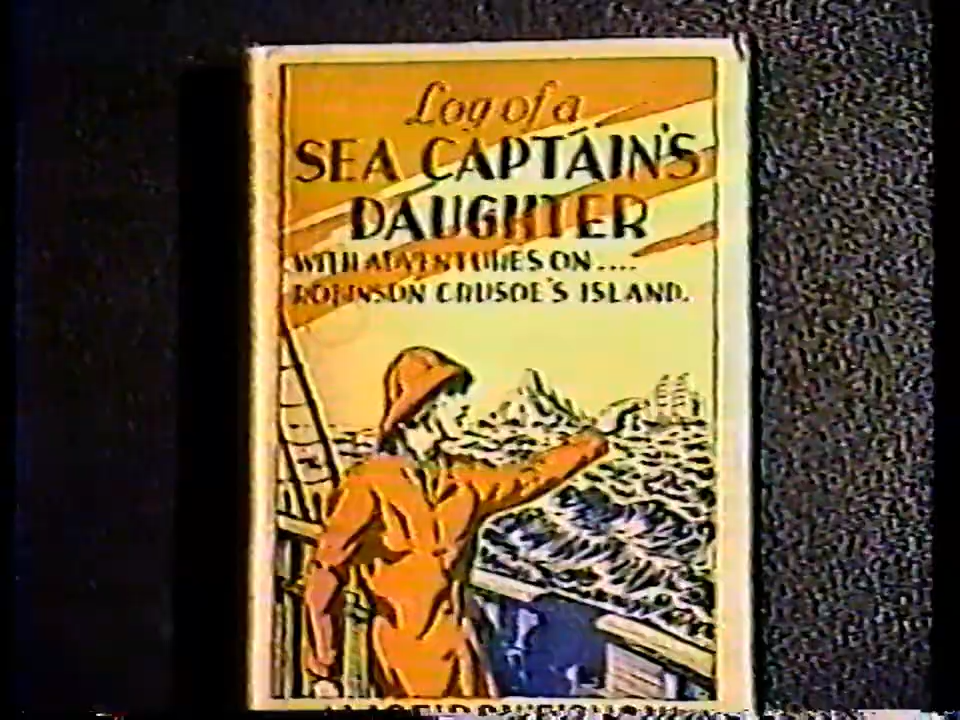 Log of a
SEA CAPTAIN'S
DAUGHTER
WITH ADVENTURES ON....
ROBINSON CRUSOE'S ISLAND.